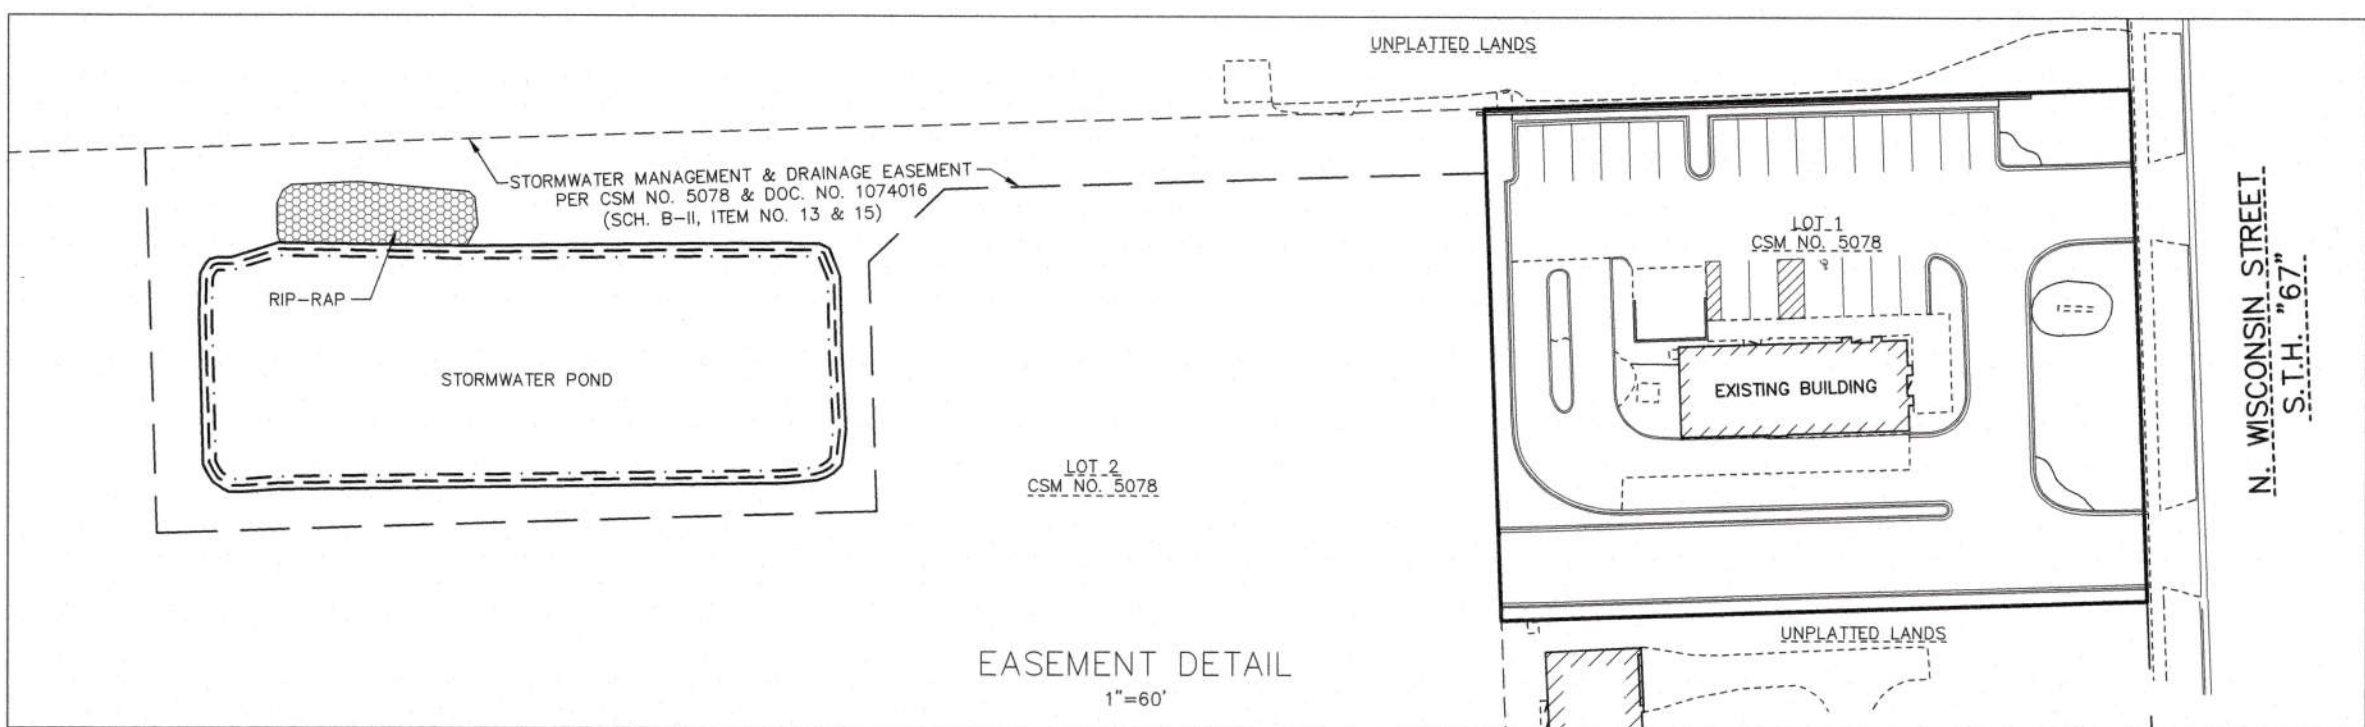 UNPLATTED LANDS
STORMWATER MANAGEMENT & DRAINAGE EASEMENT
PER CSM NO. 5078 & DOC. NO. 1074016
(SCH. B-II, ITEM NO. 13 & 15)
LOT 1
CSM NO. 5078
RIP-RAP
STORMWATER POND
EXISTING BUILDING
N. WISCONSIN STREET
S.T.H. "67"
LOT 2
CSM NO. 5078
UNPLATTED LANDS
EASEMENT DETAIL
1"=60'